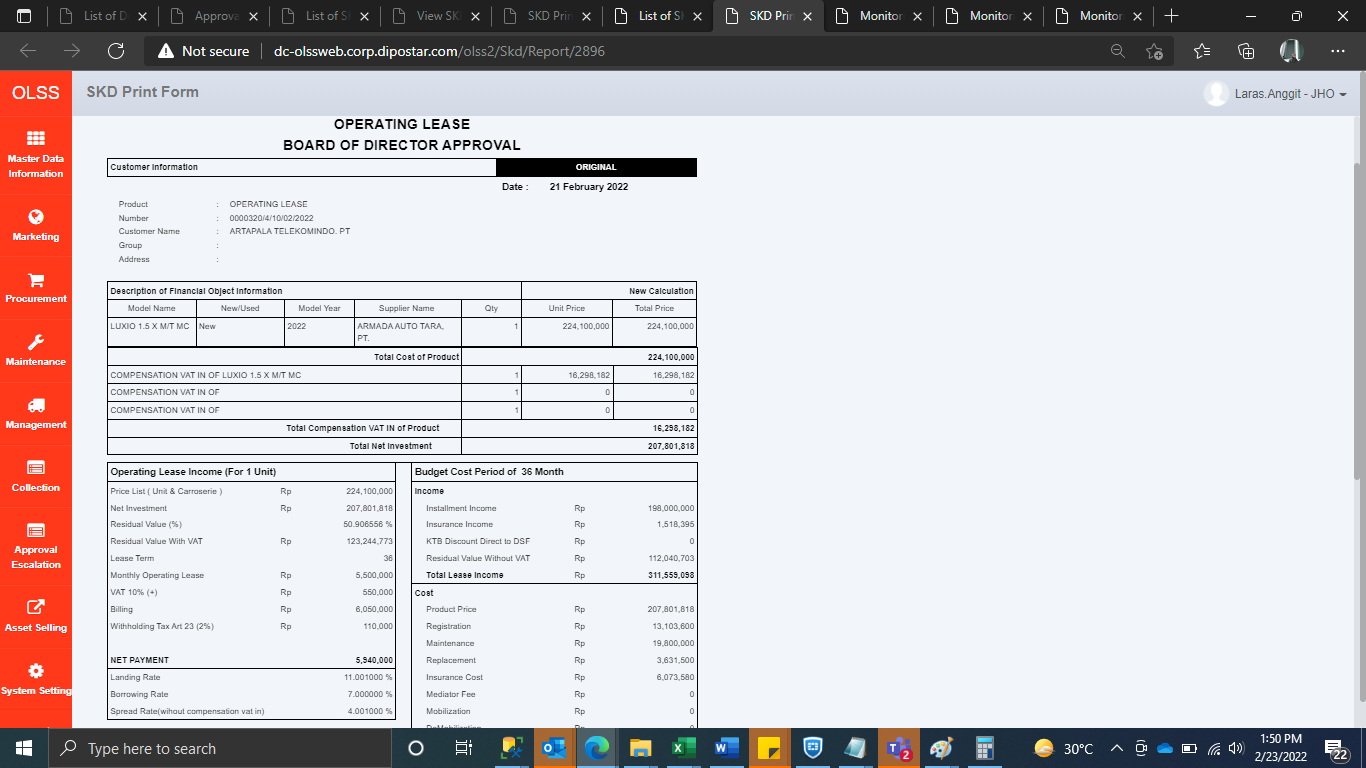 List of D
Approva
List of S
View SK
SKD Prin
List of S
SKD Prin
Monitor
Monitor
Monitor
Not secure
dc-olssweb.corp.dipostar.com/olss2/Skd/Report/2896
OLSS
SKD Print Form
Laras.Anggit - JHO
Master Data
Information
Marketing
Procurement
Maintenance
Management
Collection
Approval
Escalation
Asset Selling
System Setting
OPERATING LEASE
BOARD OF DIRECTOR APPROVAL
Customer Information ORIGINAL
Date : 21 February 2022
Product : OPERATING LEASE
Number : 0000320/4/10/02/2022
Customer Name : ARTAPALA TELEKOMINDO. PT
Group :
Address :
Description of Financial Object Information New Calculation
Model Name New/Used Model Year Supplier Name Qty Unit Price Total Price
LUXIO 1.5 X M/T MC New 2022 ARMADA AUTO TARA, PT. 1 224,100,000 224,100,000
Total Cost of Product 224,100,000
COMPENSATION VAT IN OF LUXIO 1.5 X M/T MC 1 16,298,182 16,298,182
COMPENSATION VAT IN OF 1 0 0
COMPENSATION VAT IN OF 1 0 0
Total Compensation VAT IN of Product 16,298,182
Total Net Investment 207,801,818
Operating Lease Income (For 1 Unit)
Price List ( Unit & Carroserie ) Rp 224,100,000
Net Investment Rp 207,801,818
Residual Value (%) 50.906556 %
Residual Value With VAT Rp 123,244,773
Lease Term 36
Monthly Operating Lease Rp 5,500,000
VAT 10% (+) Rp 550,000
Billing Rp 6,050,000
Withholding Tax Art 23 (2%) Rp 110,000
NET PAYMENT 5,940,000
Landing Rate 11.001000 %
Borrowing Rate 7.000000 %
Spread Rate(wihout compensation vat in) 4.001000 %
Budget Cost Period of 36 Month
Income
Installment Income Rp 198,000,000
Insurance Income Rp 1,518,395
KTB Discount Direct to DSF Rp 0
Residual Value Without VAT Rp 112,040,703
Total Lease Income Rp 311,559,098
Cost
Product Price Rp 207,801,818
Registration Rp 13,103,600
Maintenance Rp 19,800,000
Replacement Rp 3,631,500
Insurance Cost Rp 6,073,580
Mediator Fee Rp 0
Mobilization Rp 0
DeMobilization Rp 0
Type here to search
2
30°C
1:50 PM
2/23/2022
22